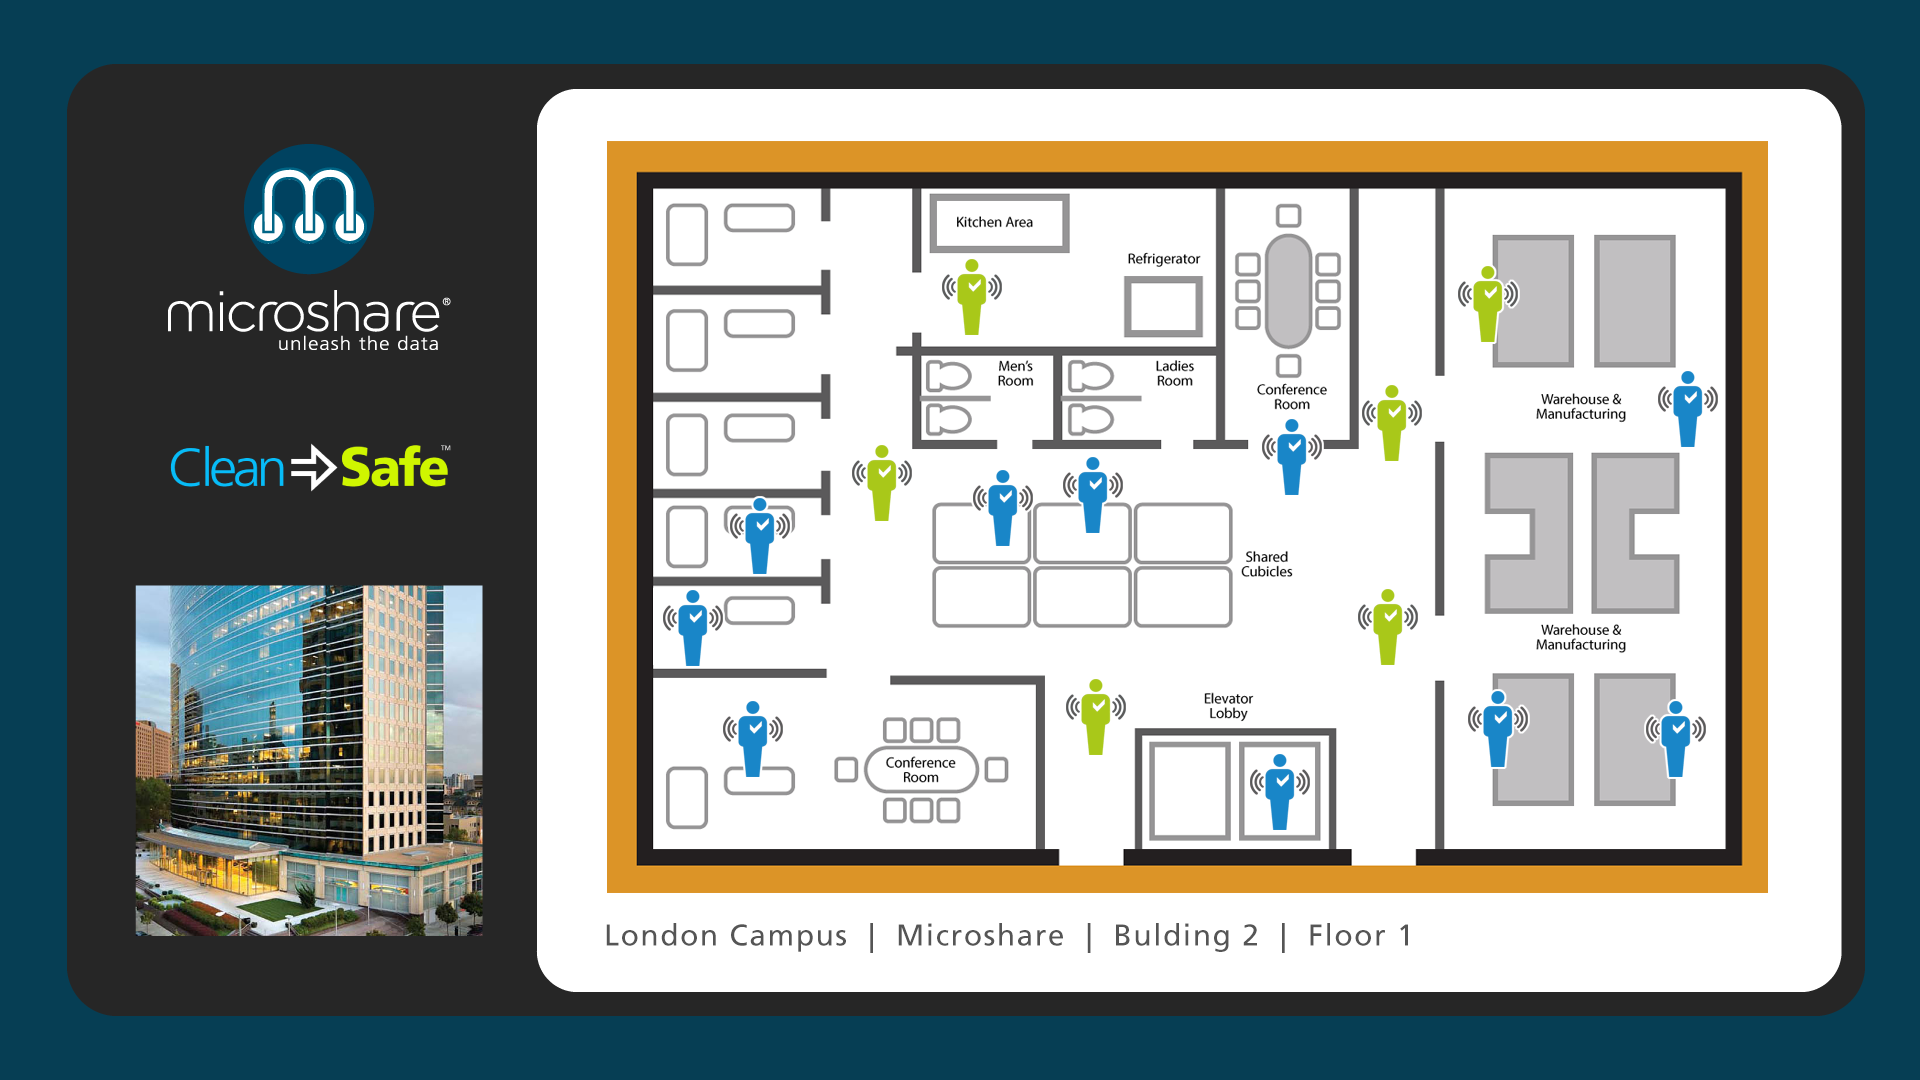 microshare®
unleash the data
Clean Safe™
Kitchen Area
Refrigerator
Men's
Room
Ladies
Room
Conference
Room
Warehouse &
Manufacturing
Shared
Cubicles
Warehouse &
Manufacturing
Elevator
Lobby
Conference
Room
London Campus | Microshare | Bulding 2 | Floor 1